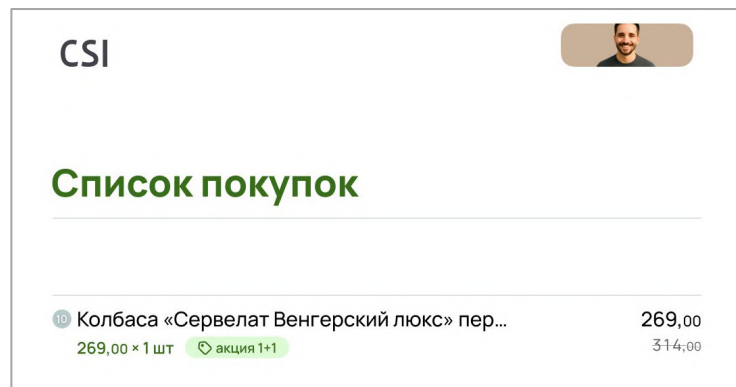 CSI
Список покупок
10 Колбаса «Сервелат Венгерский люкс» пер... 269,00
269,00 × 1 шт акция 1+1 314,00